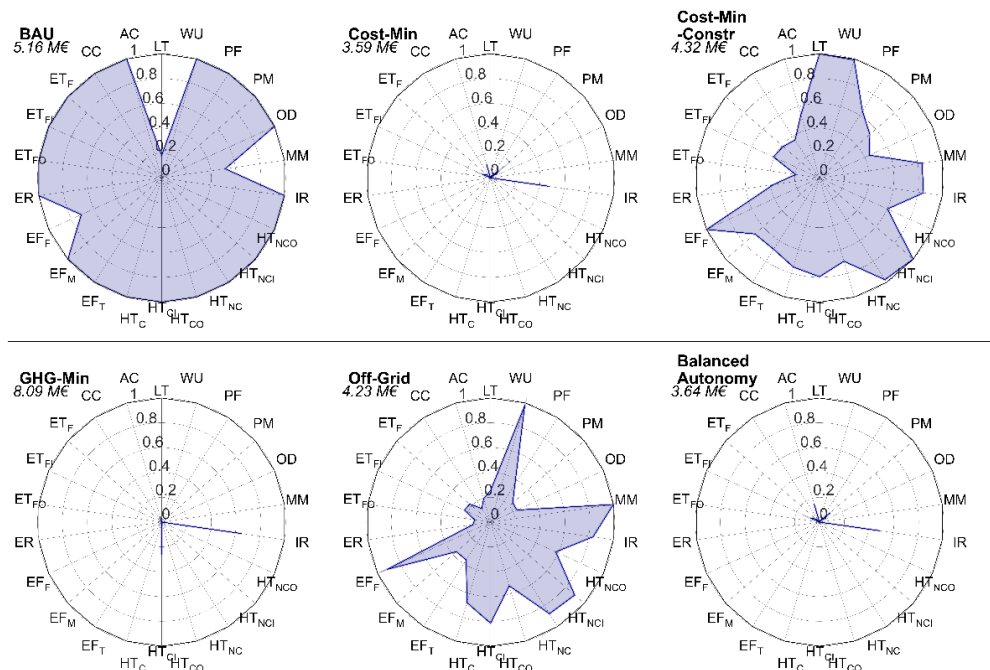 BAU
5.16 M€
AC
1
LT
WU
CC
PF
ETF
0.8
PM
ETFI
0.6
OD
0.4
ETFO
0.2
MM
ER
0
IR
EFF
HTNCO
EFM
HTNCI
EFT
HTNC
HTC
HTCI
HTCO
Cost-Min
3.59 M€
AC
1
LT
WU
CC
PF
ETF
0.8
PM
ETFI
0.6
OD
0.4
ETFO
0.2
MM
ER
0
IR
EFF
HTNCO
EFM
HTNCI
EFT
HTNC
HTC
HTCI
HTCO
Cost-Min
-Constr
4.32 M€
AC
1
LT
WU
CC
PF
ETF
0.8
PM
ETFI
0.6
OD
0.4
ETFO
0.2
MM
ER
0
IR
EFF
HTNCO
EFM
HTNCI
EFT
HTNC
HTC
HTCI
HTCO
GHG-Min
8.09 M€
AC
1
LT
WU
CC
PF
ETF
0.8
PM
ETFI
0.6
OD
0.4
ETFO
0.2
MM
ER
0
IR
EFF
HTNCO
EFM
HTNCI
EFT
HTNC
HTC
HTCI
HTCO
Off-Grid
4.23 M€
AC
1
LT
WU
CC
PF
ETF
0.8
PM
ETFI
0.6
OD
0.4
ETFO
0.2
MM
ER
0
IR
EFF
HTNCO
EFM
HTNCI
EFT
HTNC
HTC
HTCI
HTCO
Balanced
Autonomy
3.64 M€
AC
1
LT
WU
CC
PF
ETF
0.8
PM
ETFI
0.6
OD
0.4
ETFO
0.2
MM
ER
0
IR
EFF
HTNCO
EFM
HTNCI
EFT
HTNC
HTC
HTCI
HTCO